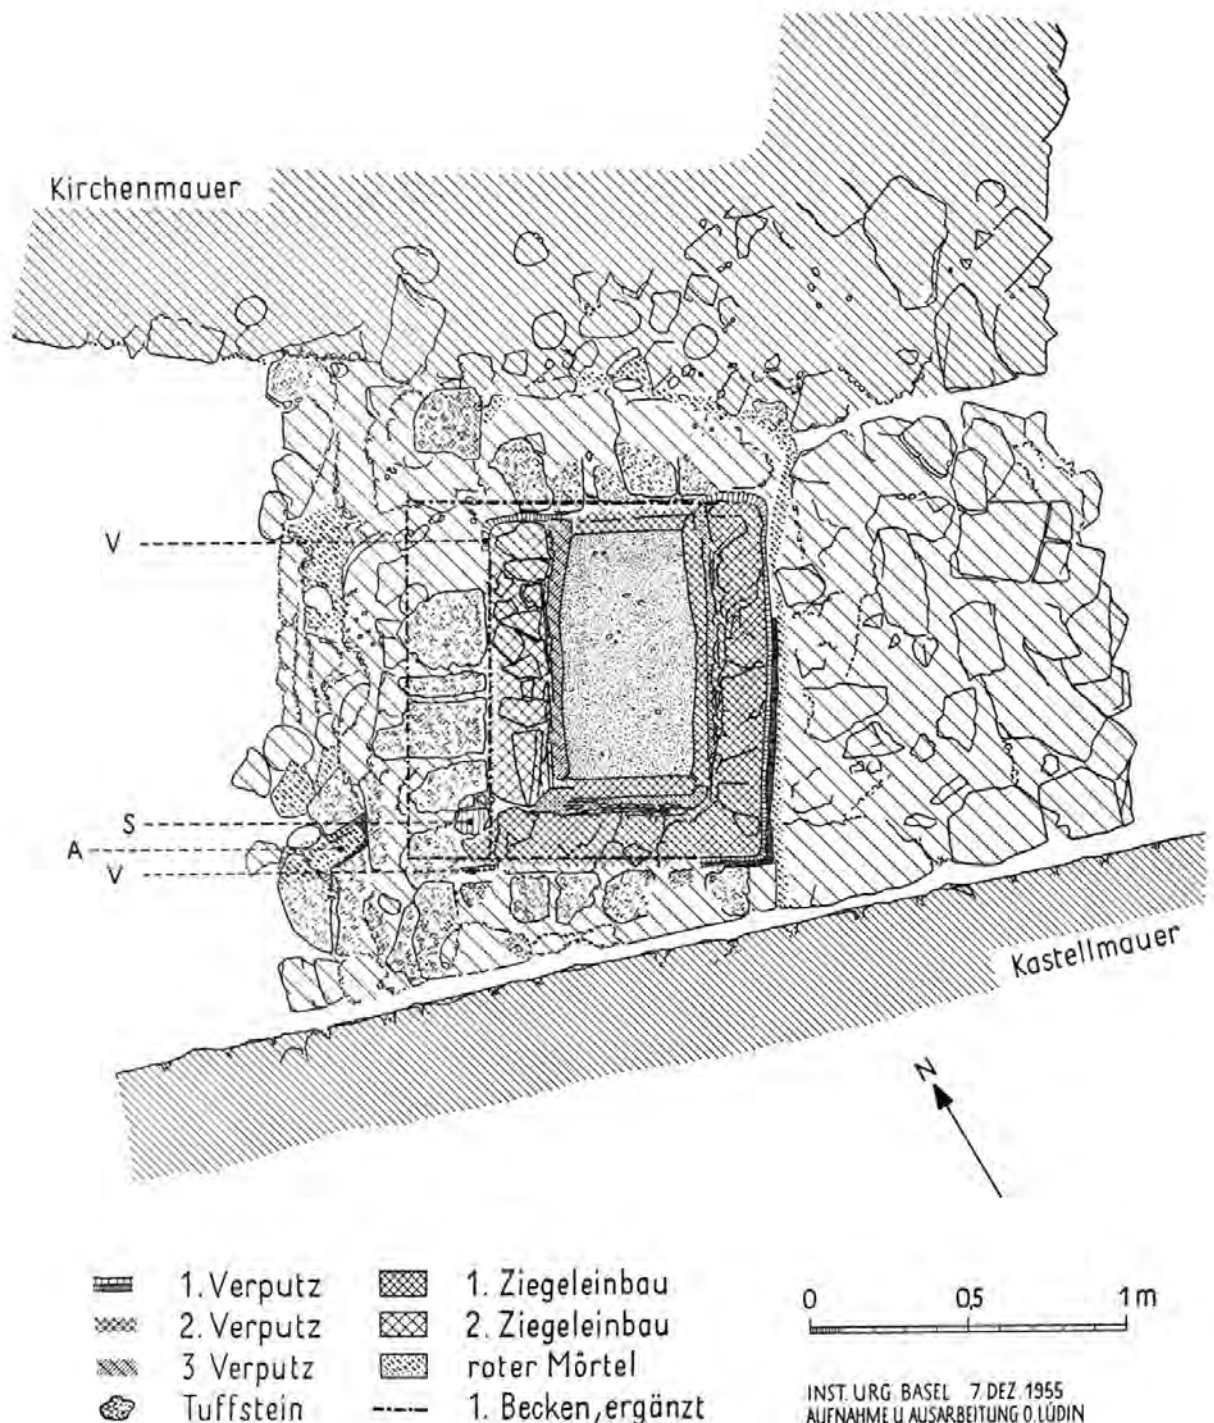 Kirchenmauer
V
S
A
V
Kastellmauer
N
1. Verputz
2. Verputz
3 Verputz
Tuffstein
1. Ziegeleinbau
2. Ziegeleinbau
roter Mörtel
1. Becken, ergänzt
0 0,5 1 m
INST. URG. BASEL 7. DEZ. 1955
AUFNAHME U. AUSARBEITUNG O. LÜDIN